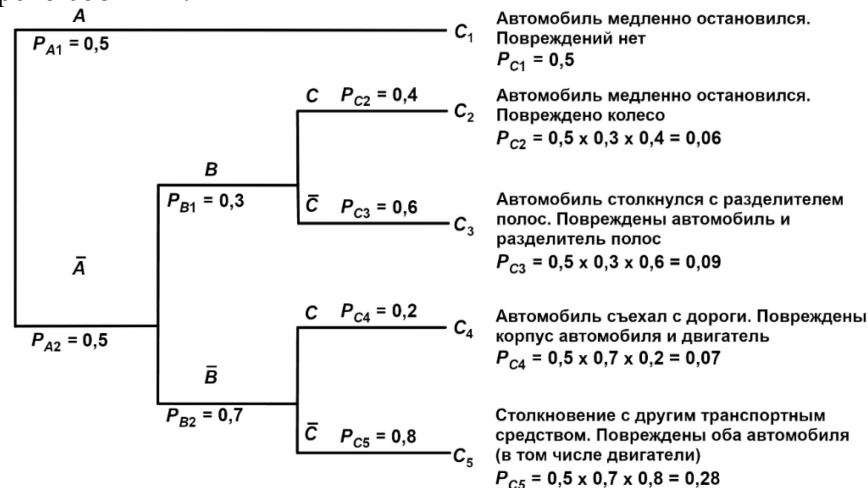 A
P_A1 = 0,5
C_1
Автомобиль медленно остановился.
Повреждений нет
P_C1 = 0,5
C P_C2 = 0,4
C_2
Автомобиль медленно остановился.
Повреждено колесо
P_C2 = 0,5 x 0,3 x 0,4 = 0,06
B
P_B1 = 0,3
C̅ P_C3 = 0,6
C_3
Автомобиль столкнулся с разделителем
полос. Повреждены автомобиль и
разделитель полос
P_C3 = 0,5 x 0,3 x 0,6 = 0,09
A̅
P_A2 = 0,5
C P_C4 = 0,2
C_4
Автомобиль съехал с дороги. Повреждены
корпус автомобиля и двигатель
P_C4 = 0,5 x 0,7 x 0,2 = 0,07
B̅
P_B2 = 0,7
C̅ P_C5 = 0,8
C_5
Столкновение с другим транспортным
средством. Повреждены оба автомобиля
(в том числе двигатели)
P_C5 = 0,5 x 0,7 x 0,8 = 0,28